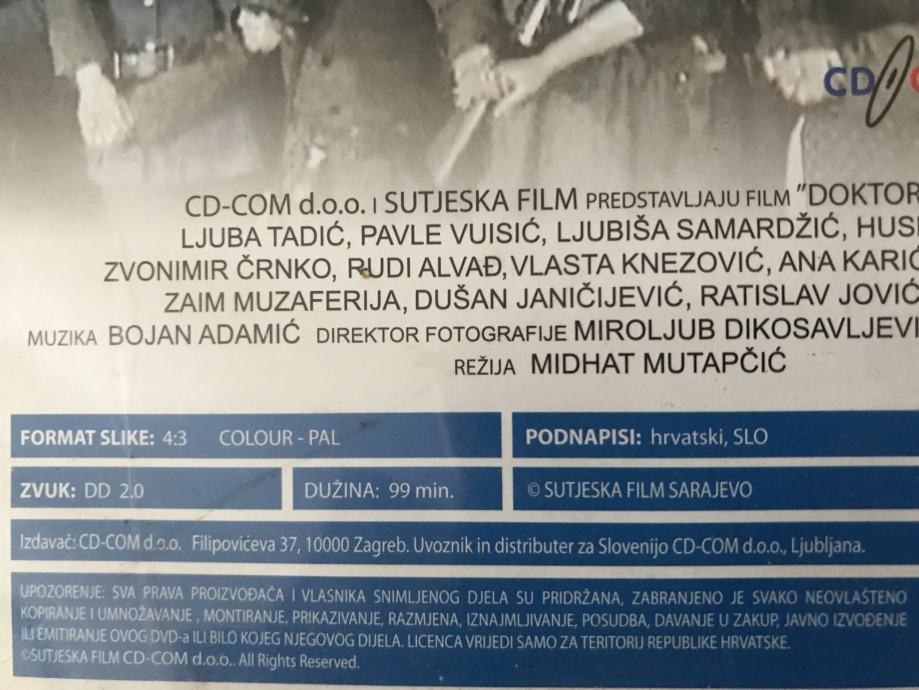 CD
CD-COM d.o.o. I SUTJESKA FILM PREDSTAVLJAJU FILM "DOKTOR
LJUBA TADIĆ, PAVLE VUISIĆ, LJUBIŠA SAMARDŽIĆ, HUSE
ZVONIMIR ČRNKO, RUDI ALVAĐ, VLASTA KNEZOVIĆ, ANA KARIĆ
ZAIM MUZAFERIJA, DUŠAN JANIČIJEVIĆ, RATISLAV JOVIĆ
MUZIKA BOJAN ADAMIĆ DIREKTOR FOTOGRAFIJE MIROLJUB DIKOSAVLJEVI
REŽIJA MIDHAT MUTAPČIĆ
FORMAT SLIKE: 4:3 COLOUR - PAL
PODNAPISI: hrvatski, SLO
ZVUK: DD 2.0
DUŽINA: 99 min.
© SUTJESKA FILM SARAJEVO
Izdavač: CD-COM d.o.o. Filipovićeva 37, 10000 Zagreb. Uvoznik in distributer za Slovenijo CD-COM d.o.o., Ljubljana.
UPOZORENJE: SVA PRAVA PROIZVOĐAČA I VLASNIKA SNIMLJENOG DJELA SU PRIDRŽANA, ZABRANJENO JE SVAKO NEOVLAŠTENO
KOPIRANJE I UMNOŽAVANJE , MONTIRANJE, PRIKAZIVANJE, RAZMJENA, IZNAJMLJIVANJE, POSUDBA, DAVANJE U ZAKUP, JAVNO IZVOĐENJE
ILI EMITIRANJE OVOG DVD-a ILI BILO KOJEG NJEGOVOG DIJELA. LICENCA VRIJEDI SAMO ZA TERITORIJ REPUBLIKE HRVATSKE.
©SUTJESKA FILM CD-COM d.o.o,. All Rights Reserved.